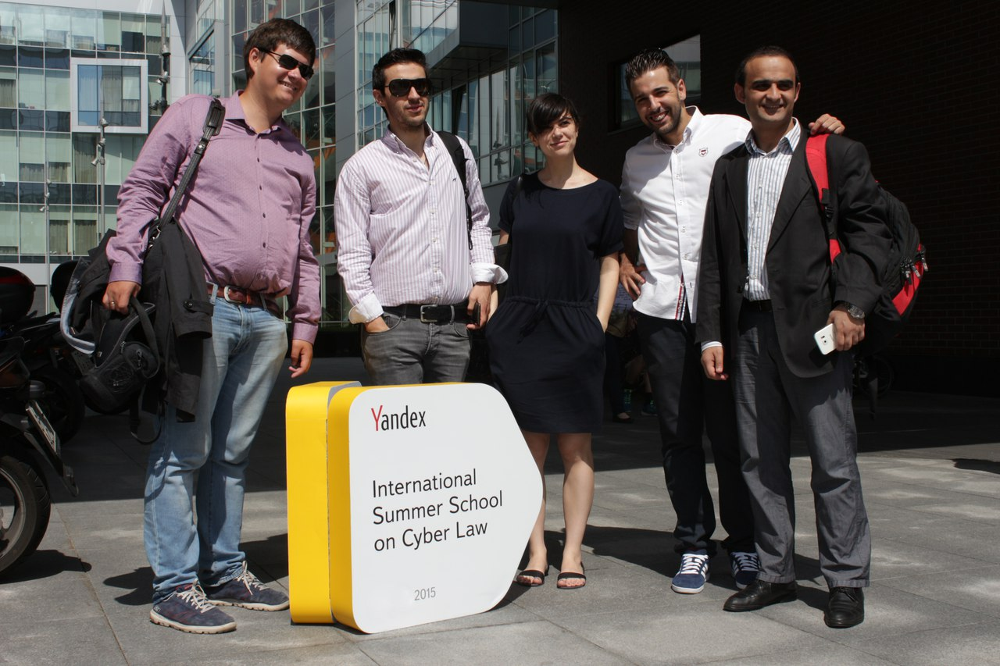 Yandex
International
Summer School
on Cyber Law
2015